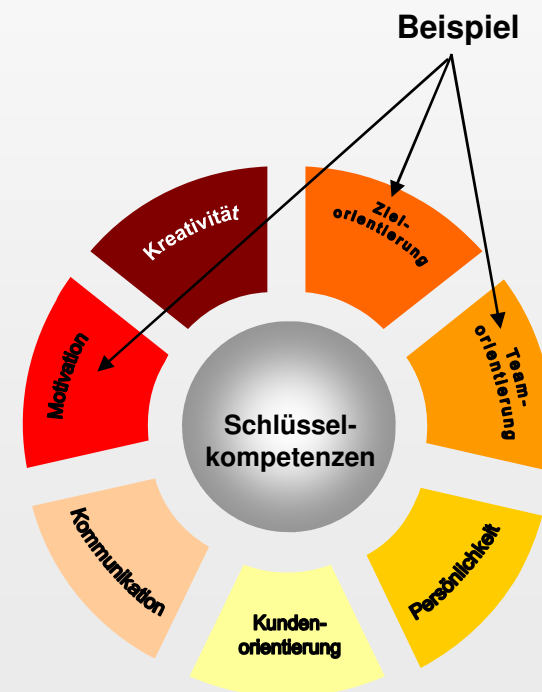 Beispiel
Kreativität
Ziel-
orientierung
Motivation
Team-
orientierung
Schlüssel-
kompetenzen
Kommunikation
Persönlichkeit
Kunden-
orientierung